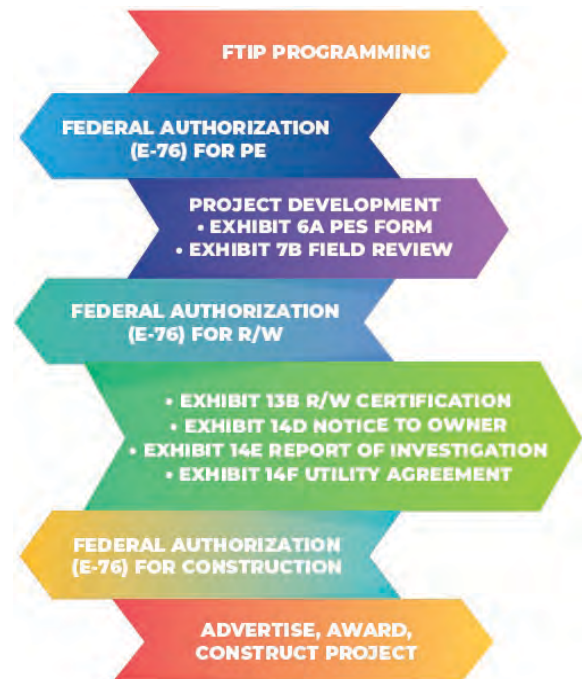 FTIP PROGRAMMING
FEDERAL AUTHORIZATION
(E-76) FOR PE
PROJECT DEVELOPMENT
• EXHIBIT 6A PES FORM
• EXHIBIT 7B FIELD REVIEW
FEDERAL AUTHORIZATION
(E-76) FOR R/W
• EXHIBIT 13B R/W CERTIFICATION
• EXHIBIT 14D NOTICE TO OWNER
• EXHIBIT 14E REPORT OF INVESTIGATION
• EXHIBIT 14F UTILITY AGREEMENT
FEDERAL AUTHORIZATION
(E-76) FOR CONSTRUCTION
ADVERTISE, AWARD,
CONSTRUCT PROJECT